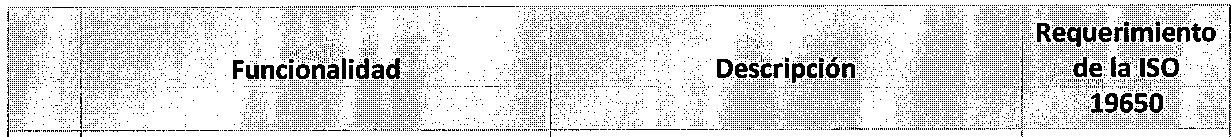 Funcionalidad
Descripción
Requerimiento
de la ISO
19650